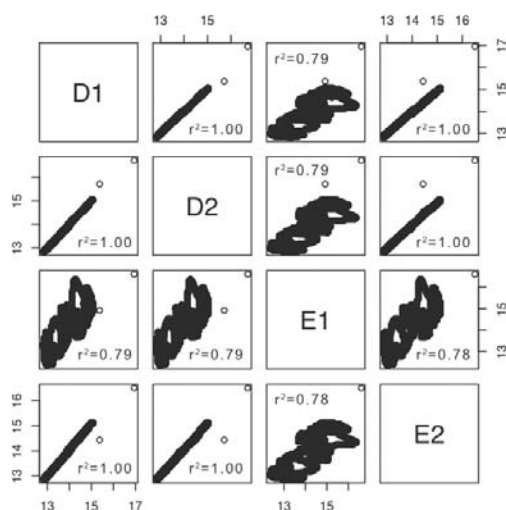 13 15 13 14 15 16
D1 r²=1.00 r²=0.79 r²=1.00 13 15 17
13 15 r²=1.00 D2 r²=0.79 r²=1.00
r²=0.79 r²=0.79 E1 r²=0.78 13 15
13 14 15 16 r²=1.00 r²=1.00 r²=0.78 E2
13 15 17 13 15